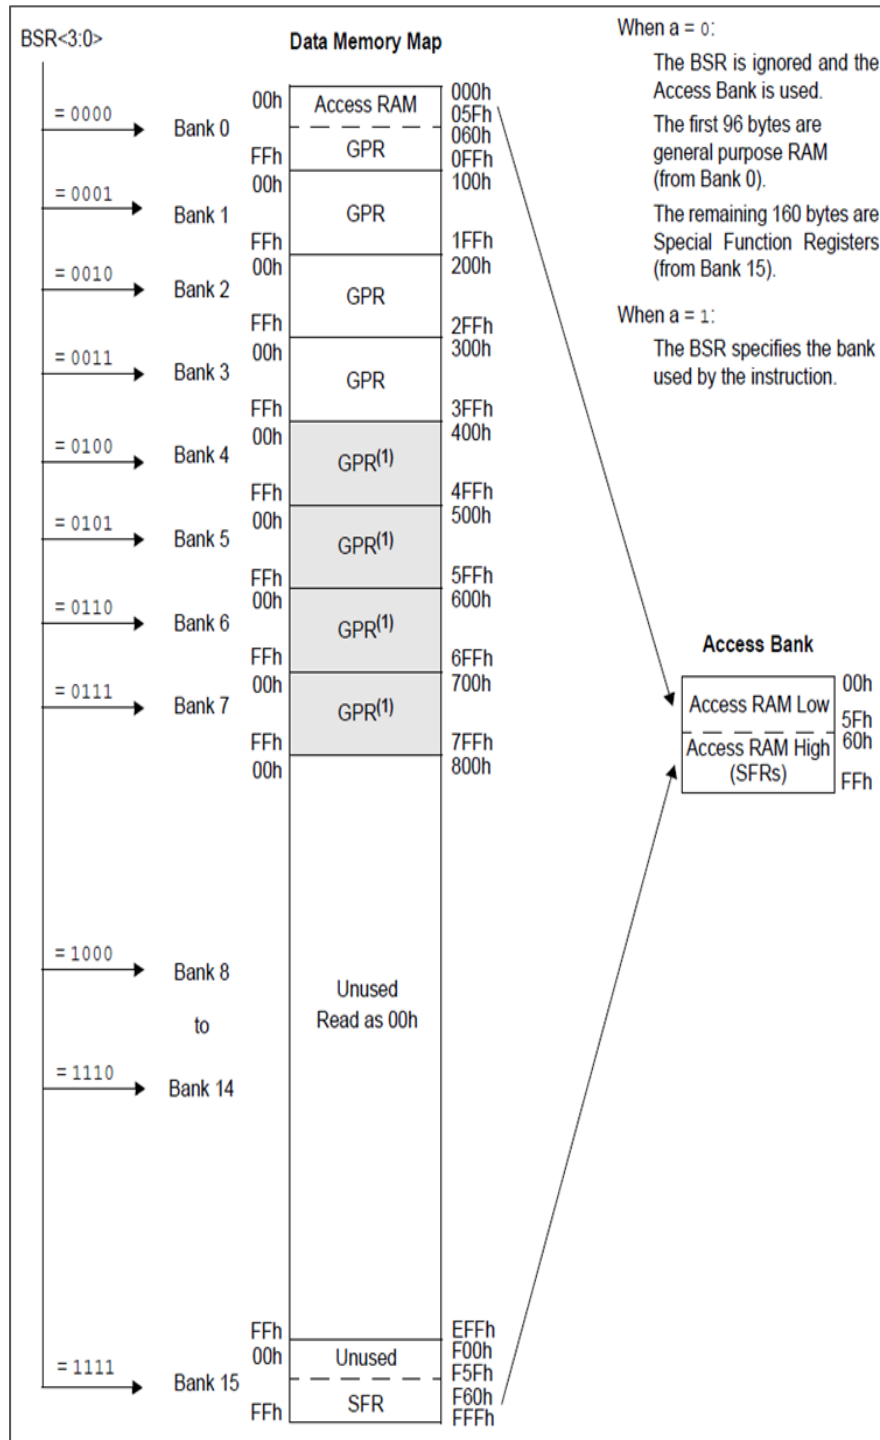 BSR<3:0>
Data Memory Map
When a = 0:
The BSR is ignored and the
Access Bank is used.
The first 96 bytes are
general purpose RAM
(from Bank 0).
The remaining 160 bytes are
Special Function Registers
(from Bank 15).
When a = 1:
The BSR specifies the bank
used by the instruction.
= 0000
Bank 0
00h
Access RAM
000h
05Fh
060h
FFh
GPR
0FFh
= 0001
Bank 1
00h
GPR
100h
FFh
1FFh
= 0010
Bank 2
00h
GPR
200h
FFh
2FFh
= 0011
Bank 3
00h
GPR
300h
FFh
3FFh
= 0100
Bank 4
00h
GPR(1)
400h
FFh
4FFh
= 0101
Bank 5
00h
GPR(1)
500h
FFh
5FFh
= 0110
Bank 6
00h
GPR(1)
600h
FFh
6FFh
= 0111
Bank 7
00h
GPR(1)
700h
FFh
7FFh
00h
800h
Access Bank
Access RAM Low
00h
5Fh
Access RAM High
(SFRs)
60h
FFh
= 1000
Bank 8
to
= 1110
Bank 14
Unused
Read as 00h
FFh
EFFh
= 1111
Bank 15
00h
Unused
F00h
F5Fh
SFR
F60h
FFh
FFFh